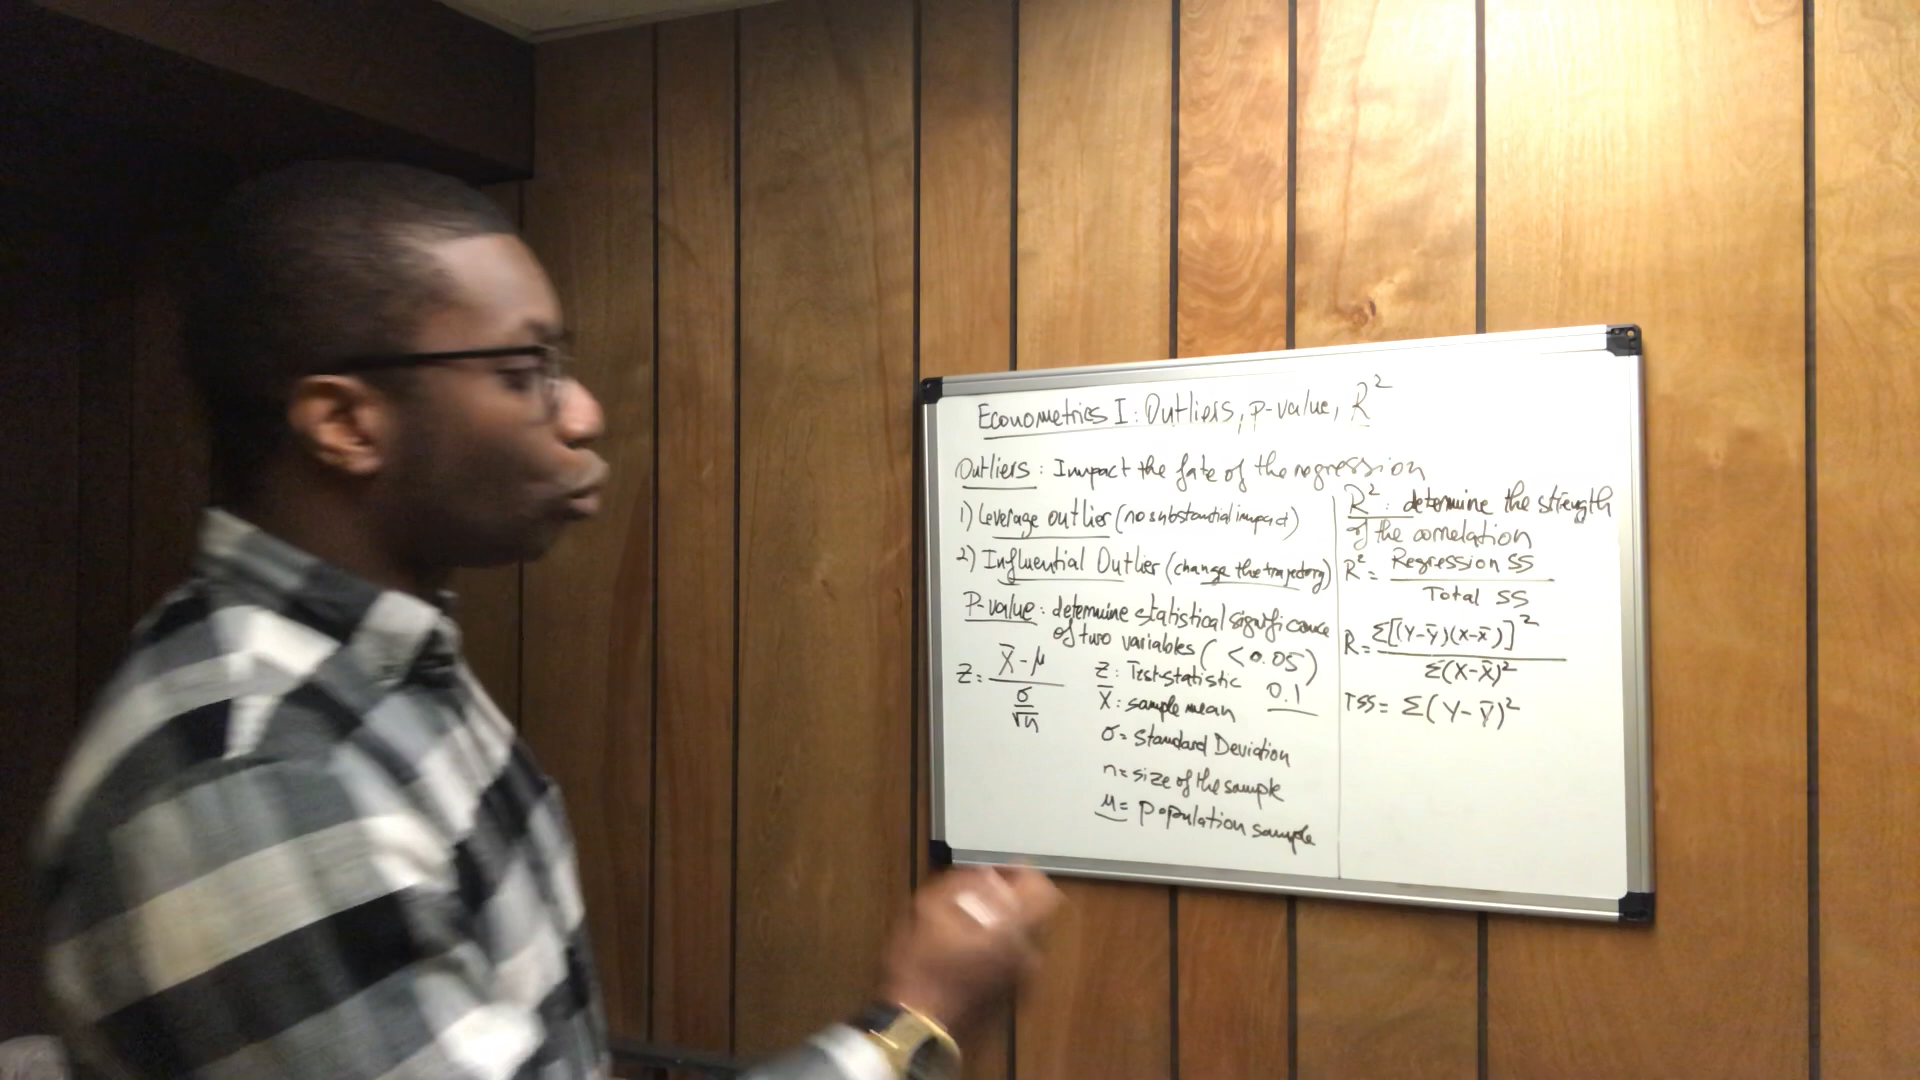 Econometrics I: Outliers, p-value, R²
Outliers: Impact the fate of the regression
1) Leverage outlier (no substantial impact)
2) Influential Outlier (change the trajectory)
P-value: determine statistical significance
of two variables ( <0.05)
Z = (X̄ - μ) / (σ / √n)
Z: Test statistic
0.1
X̄: sample mean
σ = Standard Deviation
n = size of the sample
μ = population sample
R²: determine the strength
of the correlation
R² = Regression SS / Total SS
R = Σ[(Y-ȳ)(x-x̄)]² / Σ(X-X̄)²
TSS = Σ(Y-ȳ)²